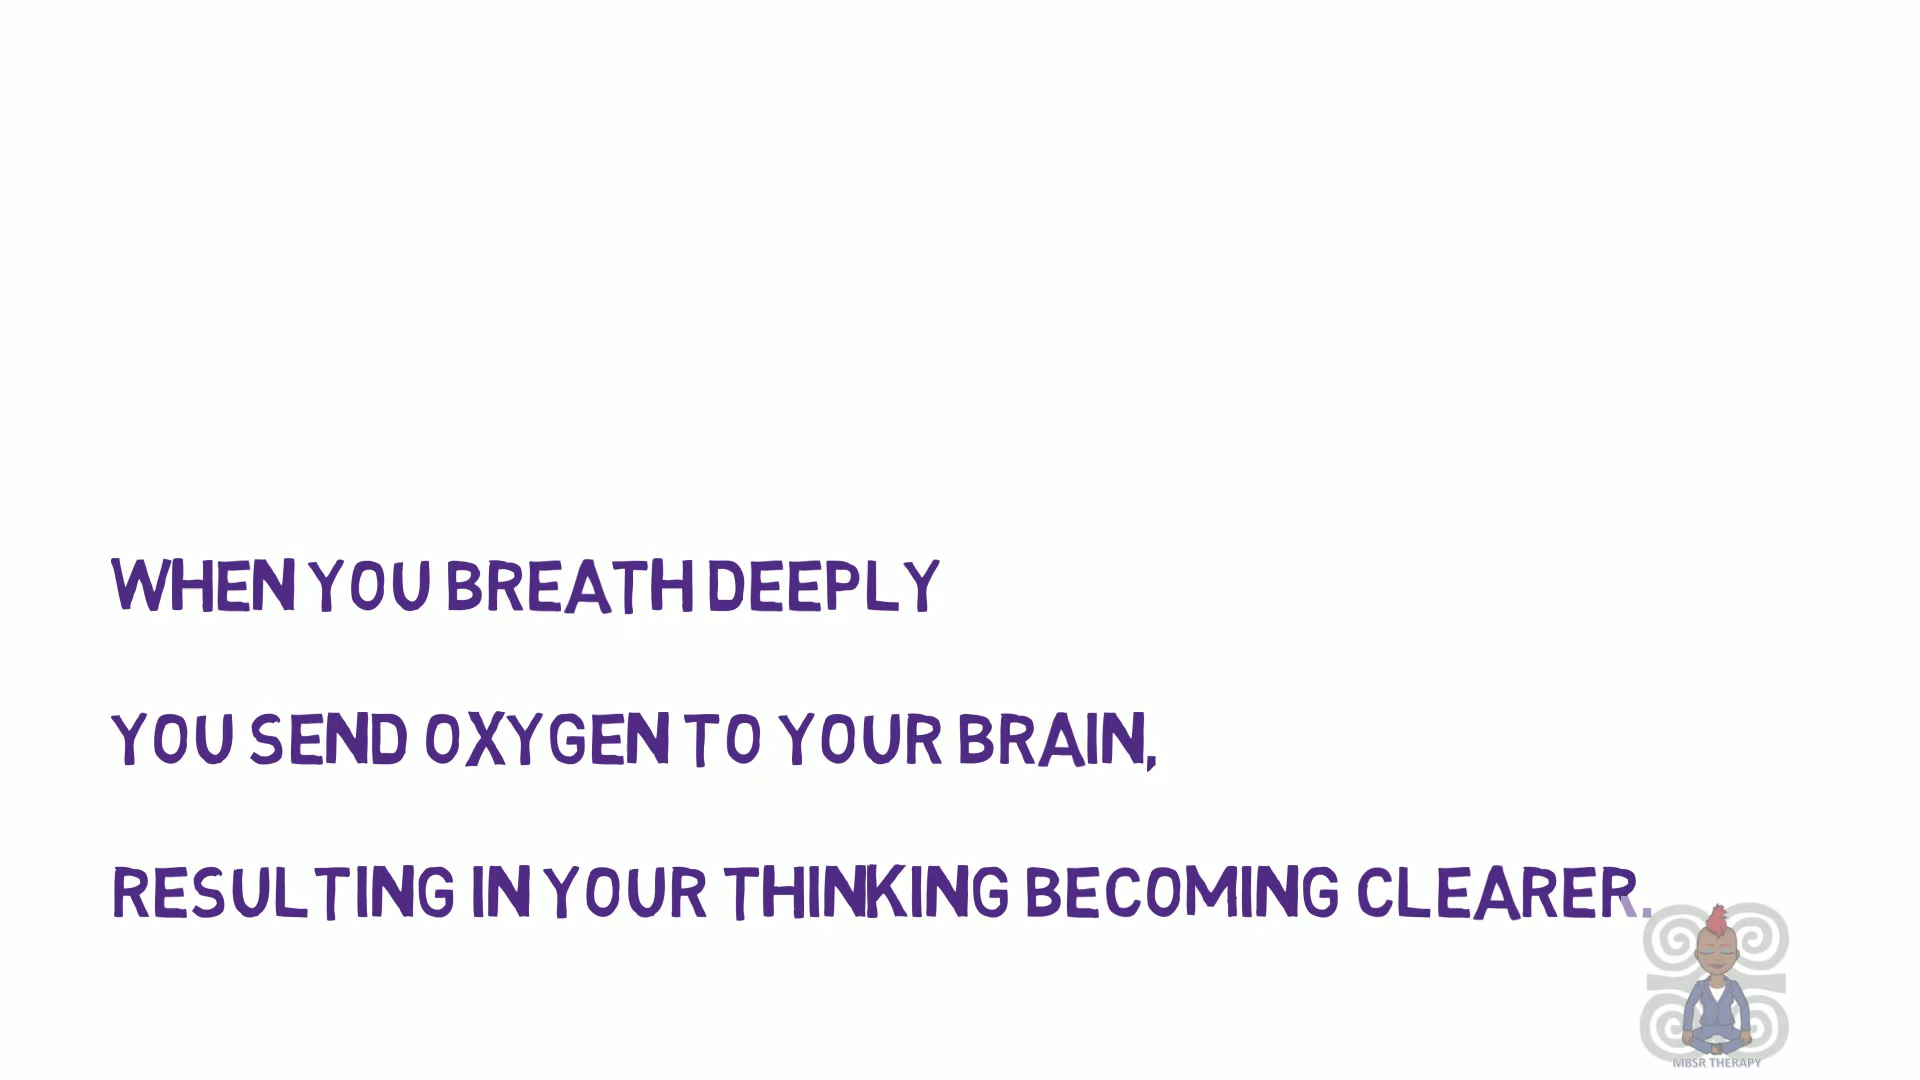 WHEN YOU BREATH DEEPLY
YOU SEND OXYGEN TO YOUR BRAIN,
RESULTING IN YOUR THINKING BECOMING CLEARER.
MBSR THERAPY